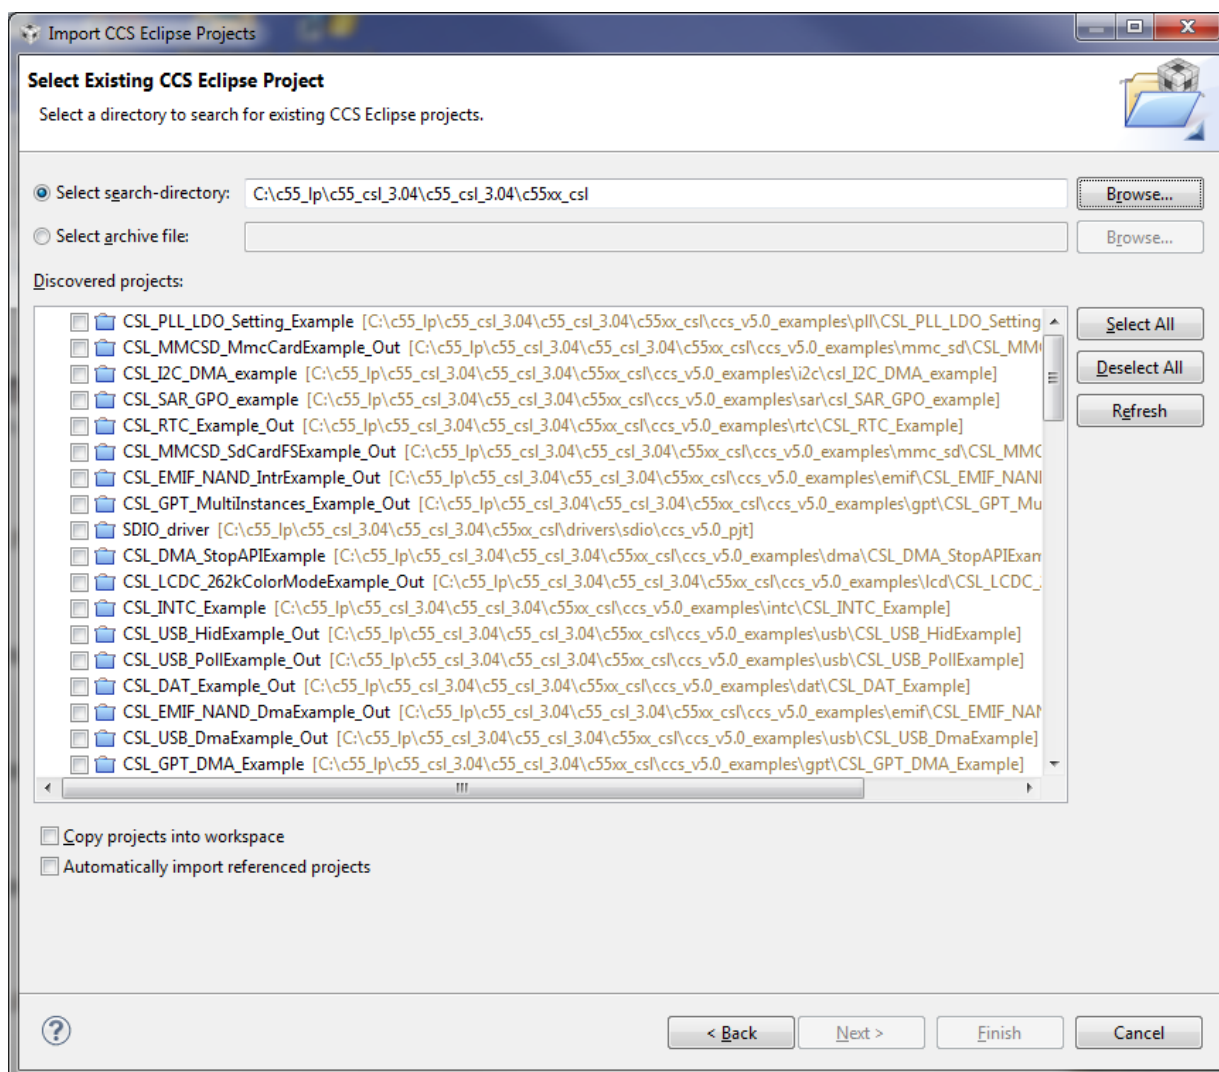 Import CCS Eclipse Projects
Select Existing CCS Eclipse Project
Select a directory to search for existing CCS Eclipse projects.
Select search-directory: C:\c55_lp\c55_csl_3.04\c55_csl_3.04\c55xx_csl Browse...
Select archive file: Browse...
Discovered projects:
CSL_PLL_LDO_Setting_Example [C:\c55_lp\c55_csl_3.04\c55_csl_3.04\c55xx_csl\ccs_v5.0_examples\pll\CSL_PLL_LDO_Setting
CSL_MMCSD_MmcCardExample_Out [C:\c55_lp\c55_csl_3.04\c55_csl_3.04\c55xx_csl\ccs_v5.0_examples\mmc_sd\CSL_MM
CSL_I2C_DMA_example [C:\c55_lp\c55_csl_3.04\c55_csl_3.04\c55xx_csl\ccs_v5.0_examples\i2c\csl_I2C_DMA_example]
CSL_SAR_GPO_example [C:\c55_lp\c55_csl_3.04\c55_csl_3.04\c55xx_csl\ccs_v5.0_examples\sar\csl_SAR_GPO_example]
CSL_RTC_Example_Out [C:\c55_lp\c55_csl_3.04\c55_csl_3.04\c55xx_csl\ccs_v5.0_examples\rtc\CSL_RTC_Example]
CSL_MMCSD_SdCardFSExample_Out [C:\c55_lp\c55_csl_3.04\c55_csl_3.04\c55xx_csl\ccs_v5.0_examples\mmc_sd\CSL_MMC
CSL_EMIF_NAND_IntrExample_Out [C:\c55_lp\c55_csl_3.04\c55_csl_3.04\c55xx_csl\ccs_v5.0_examples\emif\CSL_EMIF_NAND
CSL_GPT_MultiInstances_Example_Out [C:\c55_lp\c55_csl_3.04\c55_csl_3.04\c55xx_csl\ccs_v5.0_examples\gpt\CSL_GPT_Mu
SDIO_driver [C:\c55_lp\c55_csl_3.04\c55_csl_3.04\c55xx_csl\drivers\sdio\ccs_v5.0_pjt]
CSL_DMA_StopAPIExample [C:\c55_lp\c55_csl_3.04\c55_csl_3.04\c55xx_csl\ccs_v5.0_examples\dma\CSL_DMA_StopAPIExam
CSL_LCDC_262kColorModeExample_Out [C:\c55_lp\c55_csl_3.04\c55_csl_3.04\c55xx_csl\ccs_v5.0_examples\lcd\CSL_LCDC_2
CSL_INTC_Example [C:\c55_lp\c55_csl_3.04\c55_csl_3.04\c55xx_csl\ccs_v5.0_examples\intc\CSL_INTC_Example]
CSL_USB_HidExample_Out [C:\c55_lp\c55_csl_3.04\c55_csl_3.04\c55xx_csl\ccs_v5.0_examples\usb\CSL_USB_HidExample]
CSL_USB_PollExample_Out [C:\c55_lp\c55_csl_3.04\c55_csl_3.04\c55xx_csl\ccs_v5.0_examples\usb\CSL_USB_PollExample]
CSL_DAT_Example_Out [C:\c55_lp\c55_csl_3.04\c55_csl_3.04\c55xx_csl\ccs_v5.0_examples\dat\CSL_DAT_Example]
CSL_EMIF_NAND_DmaExample_Out [C:\c55_lp\c55_csl_3.04\c55_csl_3.04\c55xx_csl\ccs_v5.0_examples\emif\CSL_EMIF_NAN
CSL_USB_DmaExample_Out [C:\c55_lp\c55_csl_3.04\c55_csl_3.04\c55xx_csl\ccs_v5.0_examples\usb\CSL_USB_DmaExample]
CSL_GPT_DMA_Example [C:\c55_lp\c55_csl_3.04\c55_csl_3.04\c55xx_csl\ccs_v5.0_examples\gpt\CSL_GPT_DMA_Example]
Select All
Deselect All
Refresh
Copy projects into workspace
Automatically import referenced projects
? < Back Next > Finish Cancel